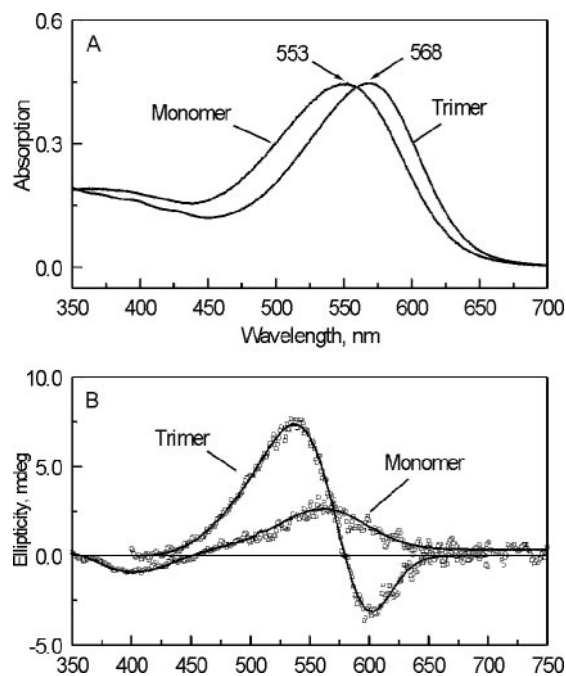 A
0.6
0.3
0.0
Absorption
553
568
Monomer
Trimer
350 400 450 500 550 600 650 700
Wavelength, nm
B
10.0
5.0
0.0
-5.0
Ellipticity, mdeg
Trimer
Monomer
350 400 450 500 550 600 650 700 750